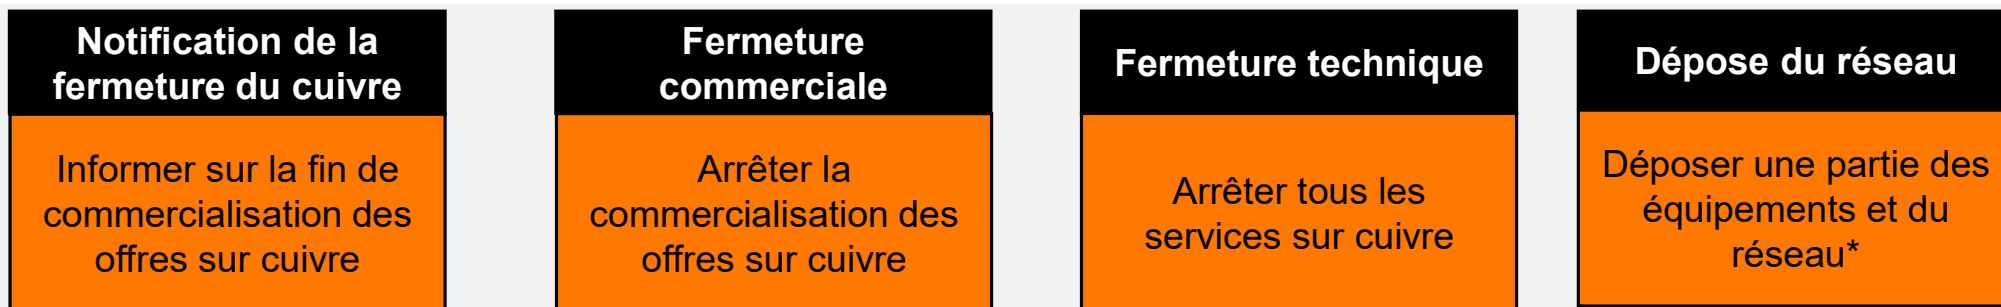 Notification de la
fermeture du cuivre
Informer sur la fin de
commercialisation des
offres sur cuivre
Fermeture
commerciale
Arrêter la
commercialisation des
offres sur cuivre
Fermeture technique
Arrêter tous les
services sur cuivre
Dépose du réseau
Déposer une partie des
équipements et du
réseau*